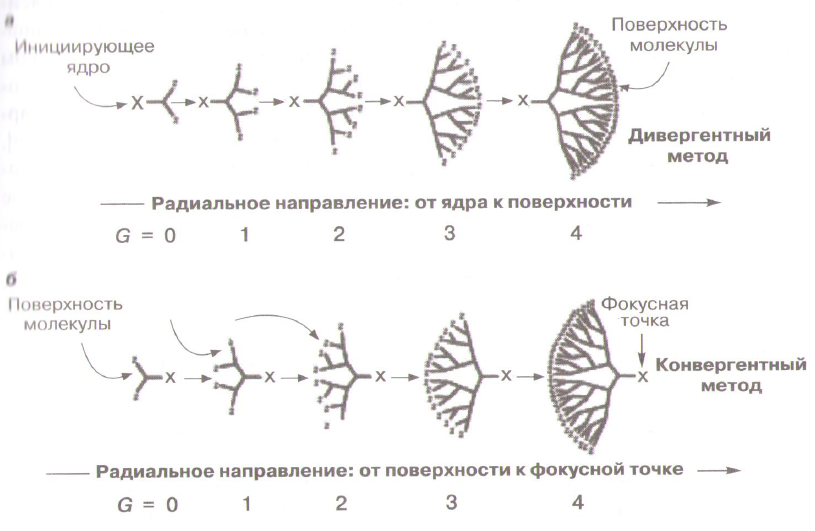 а
Инициирующее
ядро
X
X
X
X
X
Поверхность
молекулы
Дивергентный
метод
Радиальное направление: от ядра к поверхности
G = 0 1 2 3 4
б
Поверхность
молекулы
Фокусная
точка
X
X
X
X
X
Конвергентный
метод
Радиальное направление: от поверхности к фокусной точке
G = 0 1 2 3 4